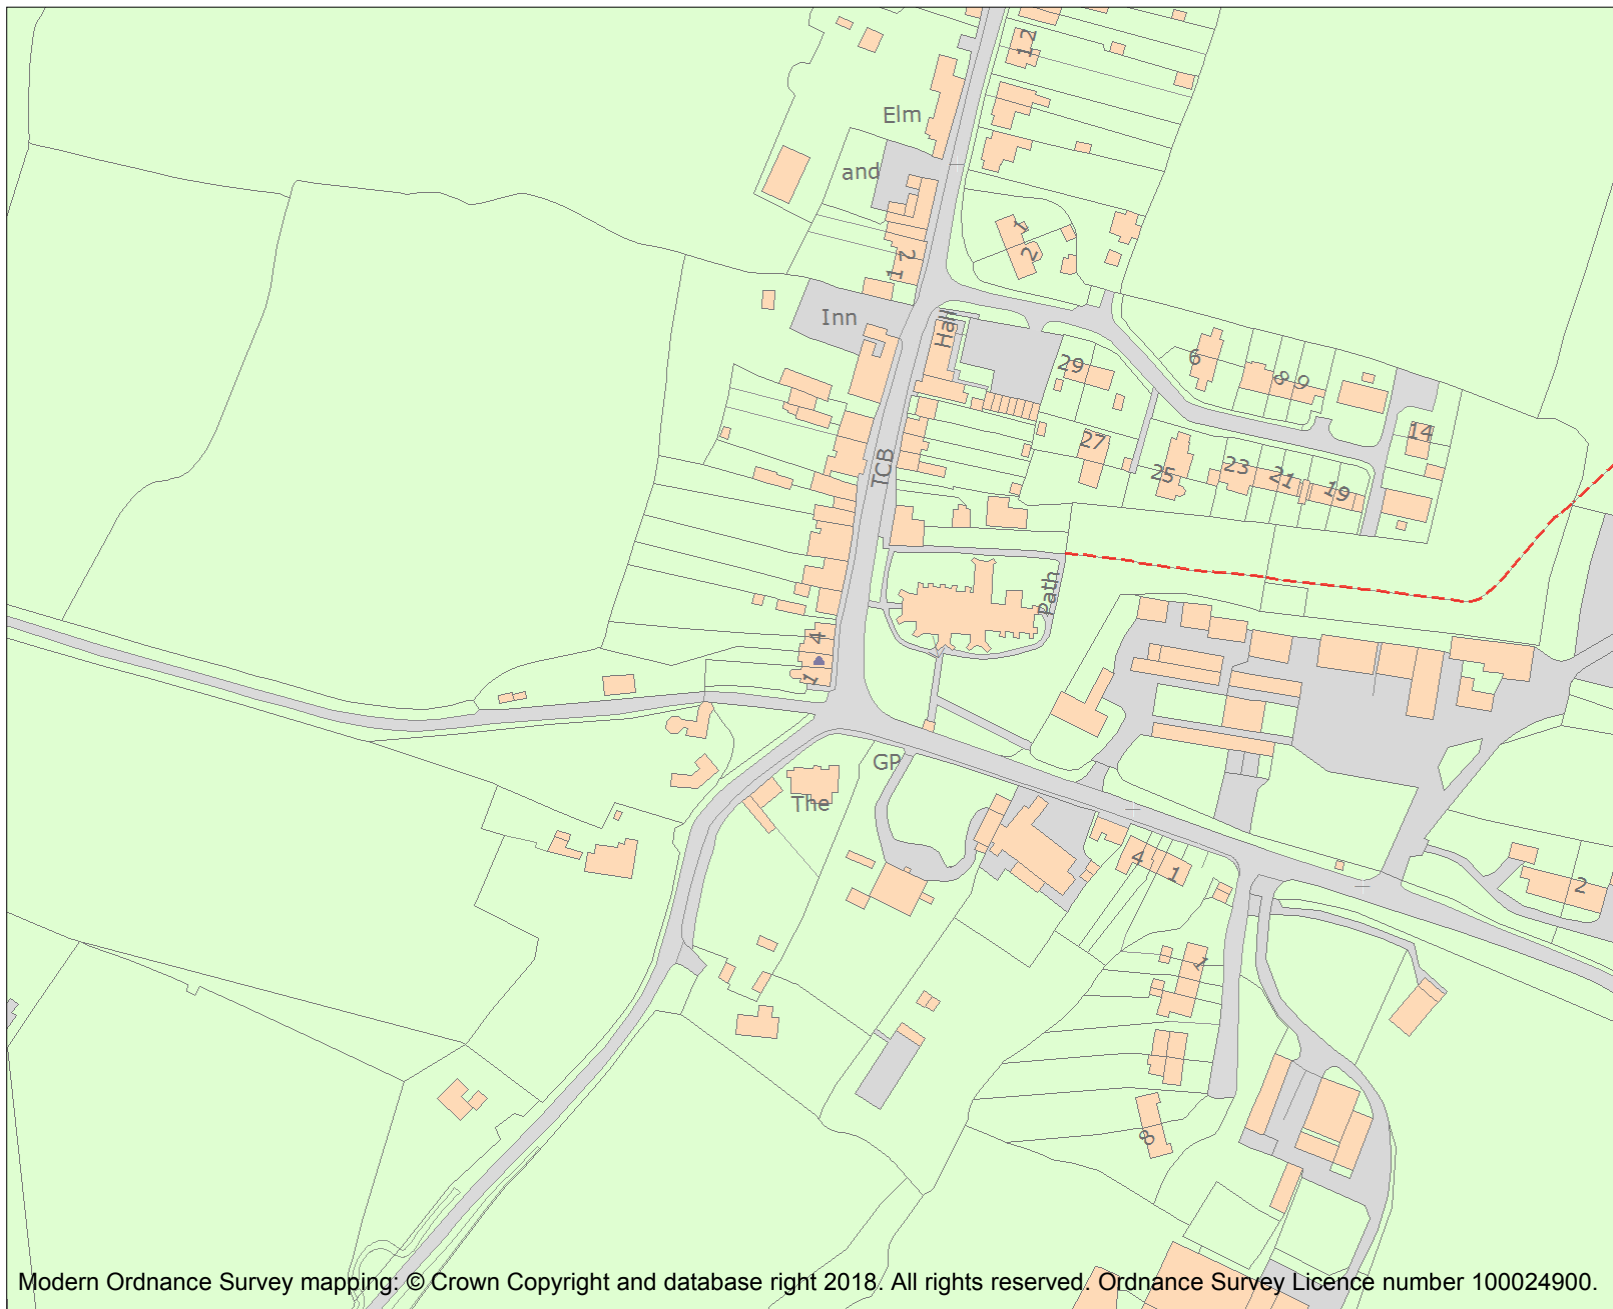 12
Elm
and
1
2
2
1
Inn
Hall
29
6
8
9
14
27
TCB
25
23
21
19
Path
4
1
GP
The
4
1
2
1
8
Modern Ordnance Survey mapping: © Crown Copyright and database right 2018. All rights reserved. Ordnance Survey Licence number 100024900.